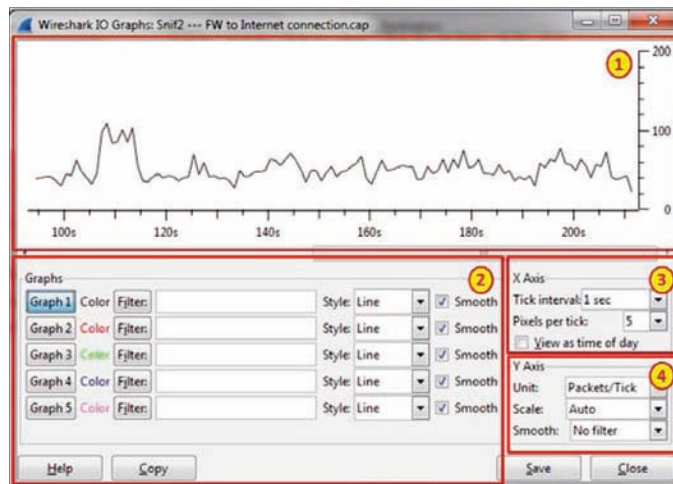 Wireshark IO Graphs: Snif2 --- FW to Internet connection.cap
1
200
100
0
100s 120s 140s 160s 180s 200s
Graphs
2
Graph 1 Color Filter: Style: Line Smooth
Graph 2 Color Filter: Style: Line Smooth
Graph 3 Color Filter: Style: Line Smooth
Graph 4 Color Filter: Style: Line Smooth
Graph 5 Color Filter: Style: Line Smooth
X Axis
3
Tick interval: 1 sec
Pixels per tick: 5
View as time of day
Y Axis
4
Unit: Packets/Tick
Scale: Auto
Smooth: No filter
Help Copy Save Close